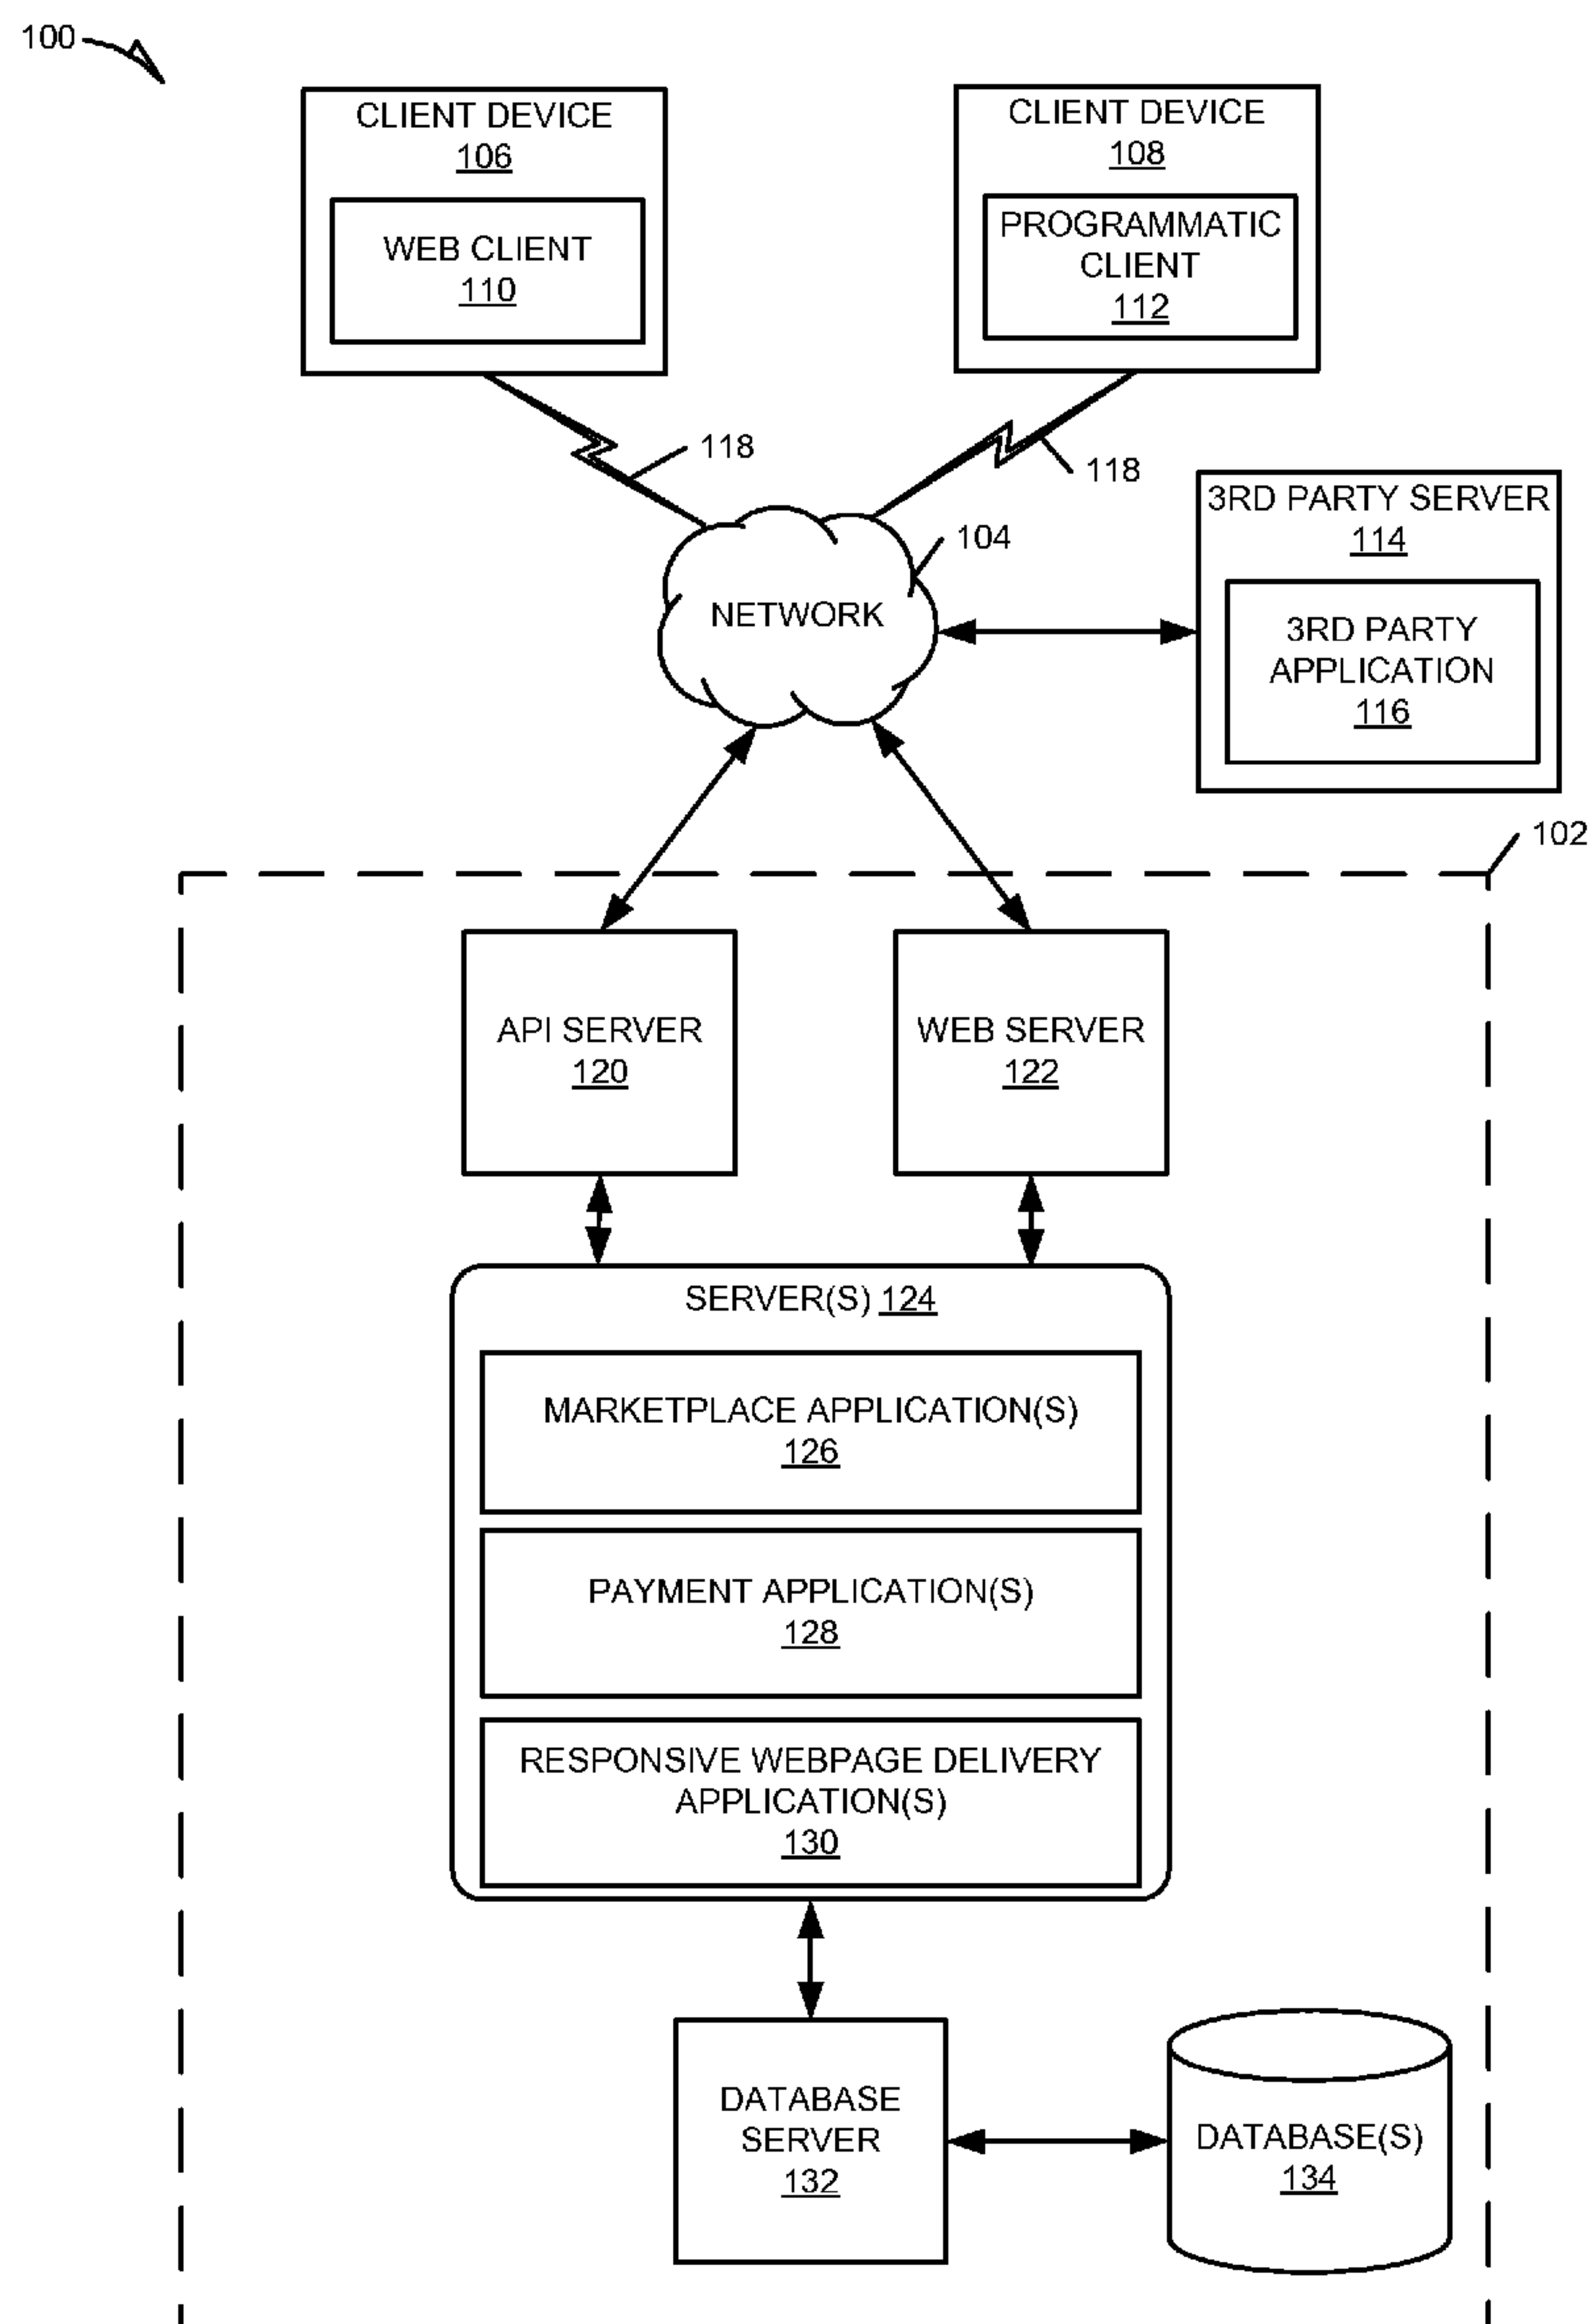 100
CLIENT DEVICE
106
WEB CLIENT
110
CLIENT DEVICE
108
PROGRAMMATIC
CLIENT
112
118
118
104
NETWORK
3RD PARTY SERVER
114
3RD PARTY
APPLICATION
116
102
API SERVER
120
WEB SERVER
122
SERVER(S) 124
MARKETPLACE APPLICATION(S)
126
PAYMENT APPLICATION(S)
128
RESPONSIVE WEBPAGE DELIVERY
APPLICATION(S)
130
DATABASE
SERVER
132
DATABASE(S)
134